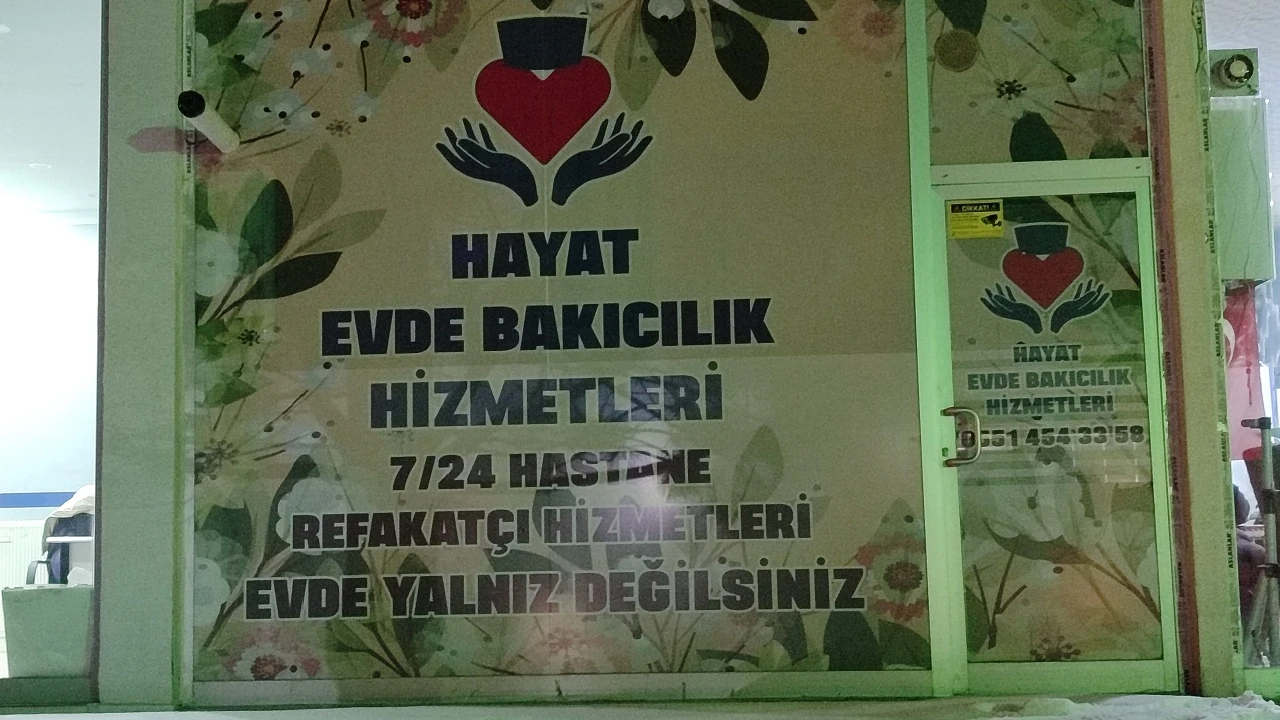 HAYAT
EVDE BAKICILIK
HİZMETLERİ
7/24 HASTANE
REFAKATÇI HİZMETLERİ
EVDE YALNIZ DEĞİLSİNİZ
DİKKAT!
HAYAT
EVDE BAKICILIK
HİZMETLERİ
0551 454 33 58
ASLANLAR